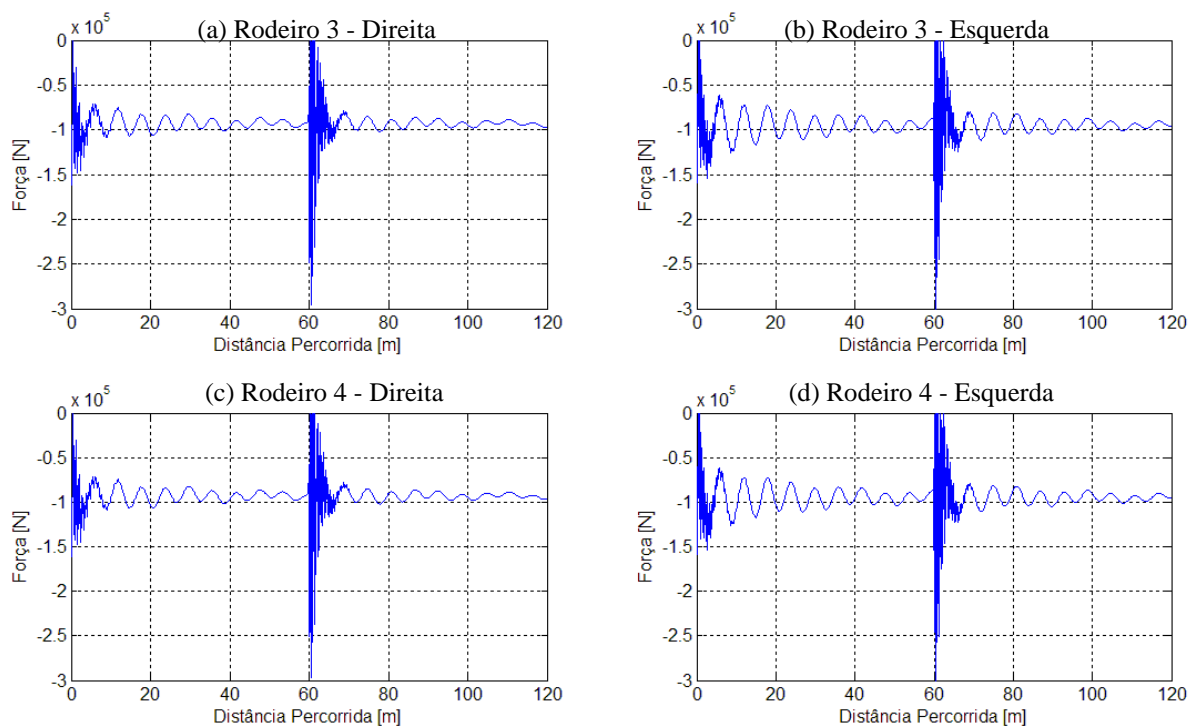 (a) Rodeiro 3 - Direita
x 10^5
0
-0.5
-1
-1.5
-2
-2.5
-3
Força [N]
0 20 40 60 80 100 120
Distância Percorrida [m]
(b) Rodeiro 3 - Esquerda
x 10^5
0
-0.5
-1
-1.5
-2
-2.5
-3
Força [N]
0 20 40 60 80 100 120
Distância Percorrida [m]
(c) Rodeiro 4 - Direita
x 10^5
0
-0.5
-1
-1.5
-2
-2.5
-3
Força [N]
0 20 40 60 80 100 120
Distância Percorrida [m]
(d) Rodeiro 4 - Esquerda
x 10^5
0
-0.5
-1
-1.5
-2
-2.5
-3
Força [N]
0 20 40 60 80 100 120
Distância Percorrida [m]